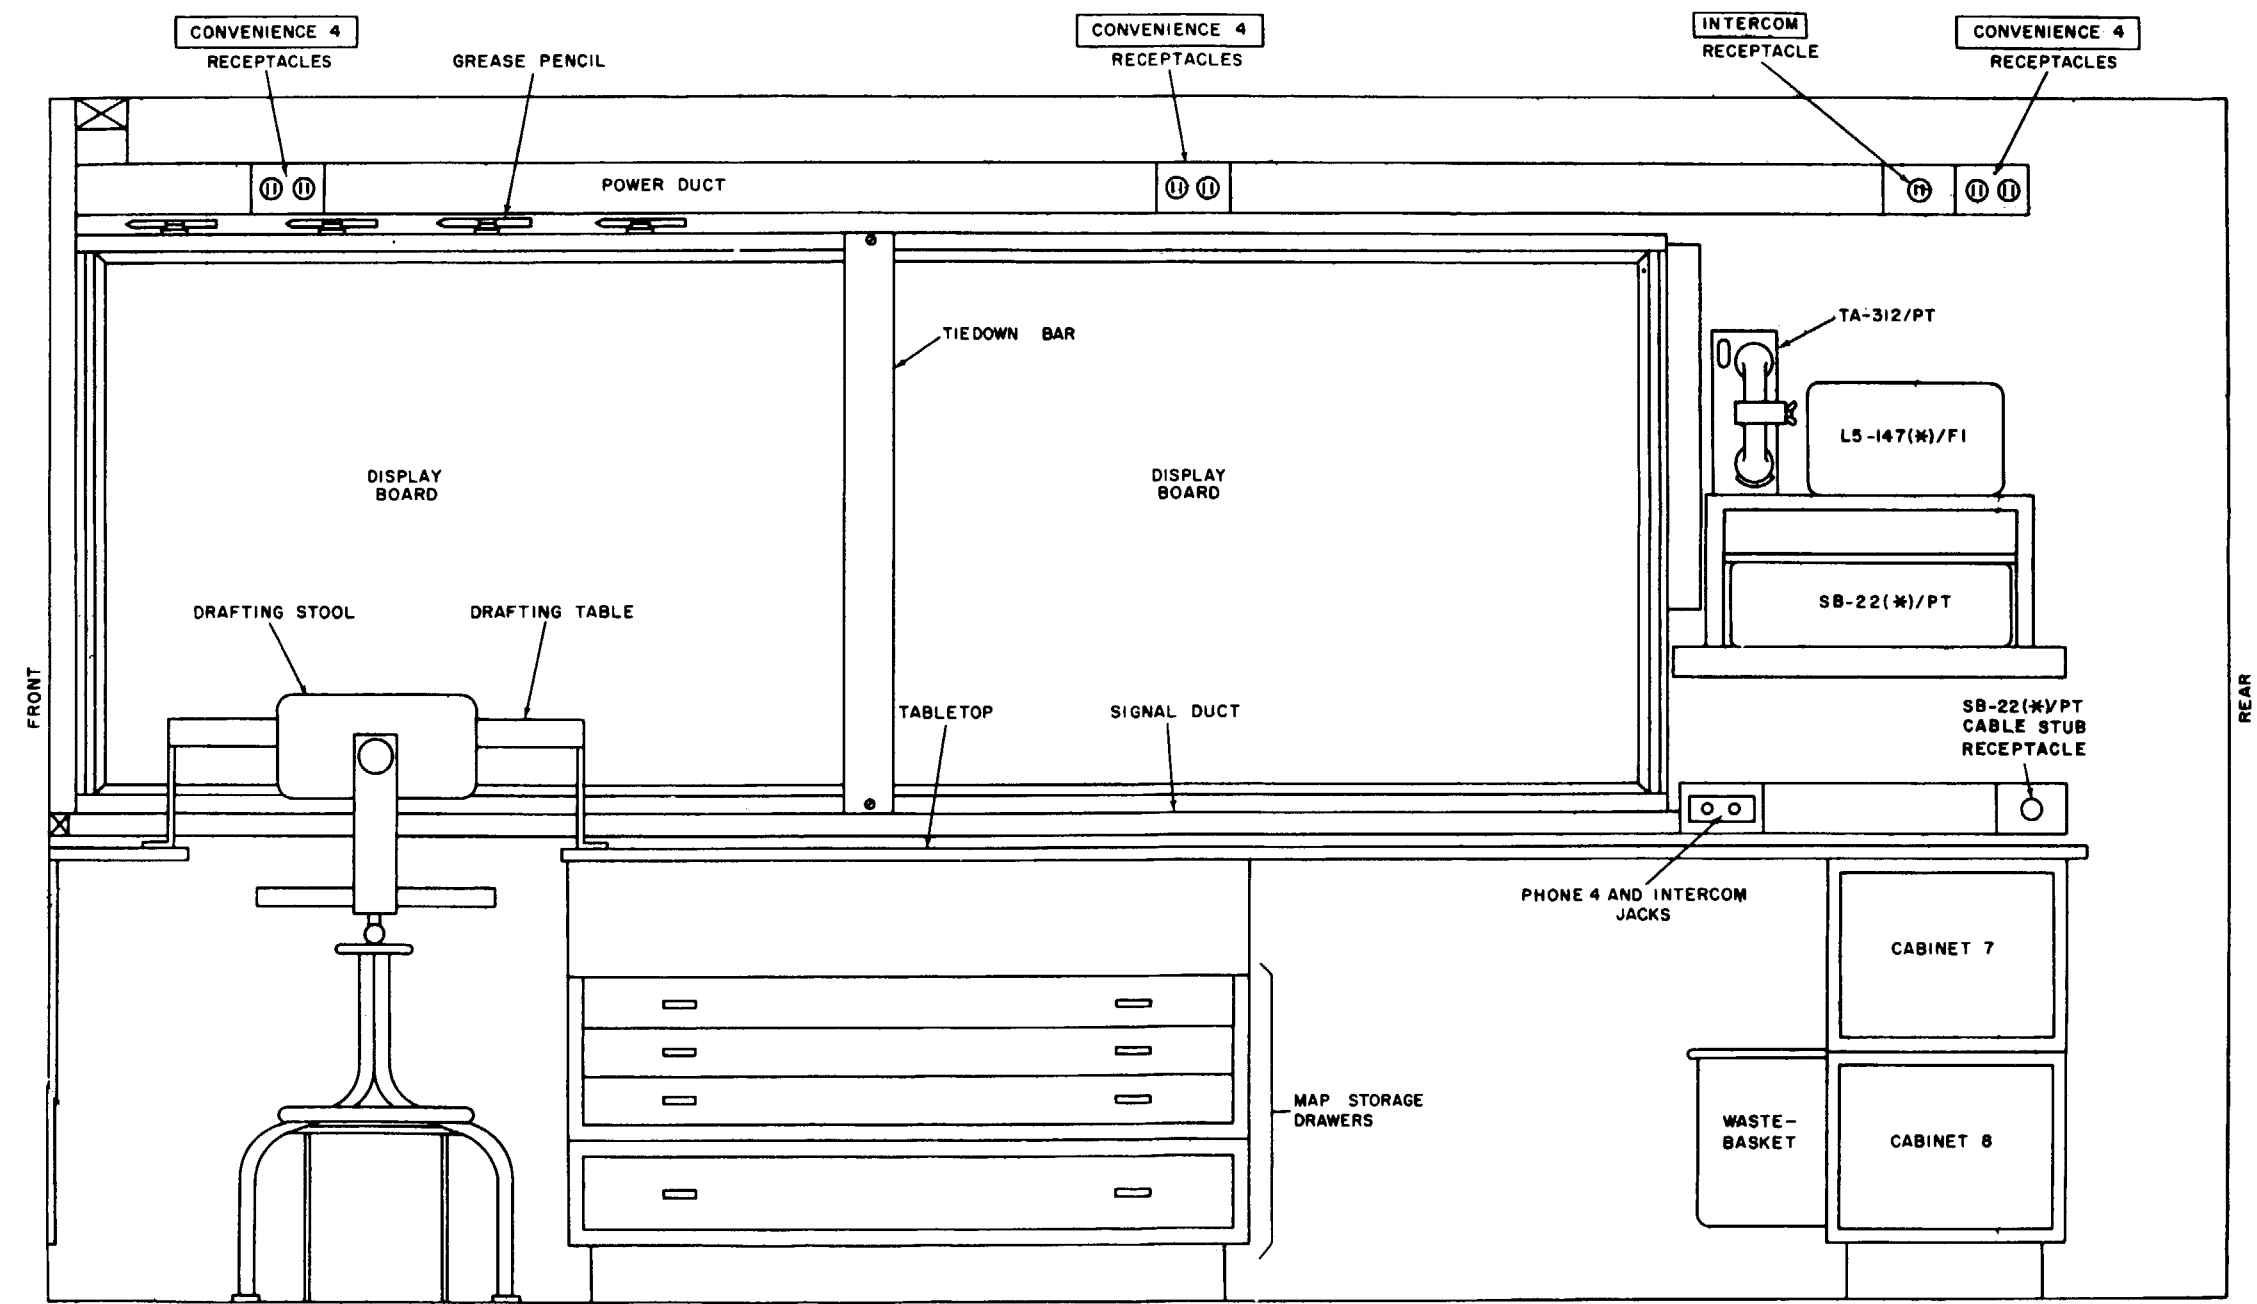 CONVENIENCE 4
RECEPTACLES
GREASE PENCIL
CONVENIENCE 4
RECEPTACLES
INTERCOM
RECEPTACLE
CONVENIENCE 4
RECEPTACLES
POWER DUCT
TIEDOWN BAR
TA-312/PT
L5-147(*)/FI
DISPLAY
BOARD
DISPLAY
BOARD
SB-22(*)/PT
DRAFTING STOOL
DRAFTING TABLE
FRONT
REAR
TABLETOP
SIGNAL DUCT
SB-22(*)/PT
CABLE STUB
RECEPTACLE
PHONE 4 AND INTERCOM
JACKS
CABINET 7
MAP STORAGE
DRAWERS
WASTE-
BASKET
CABINET 8